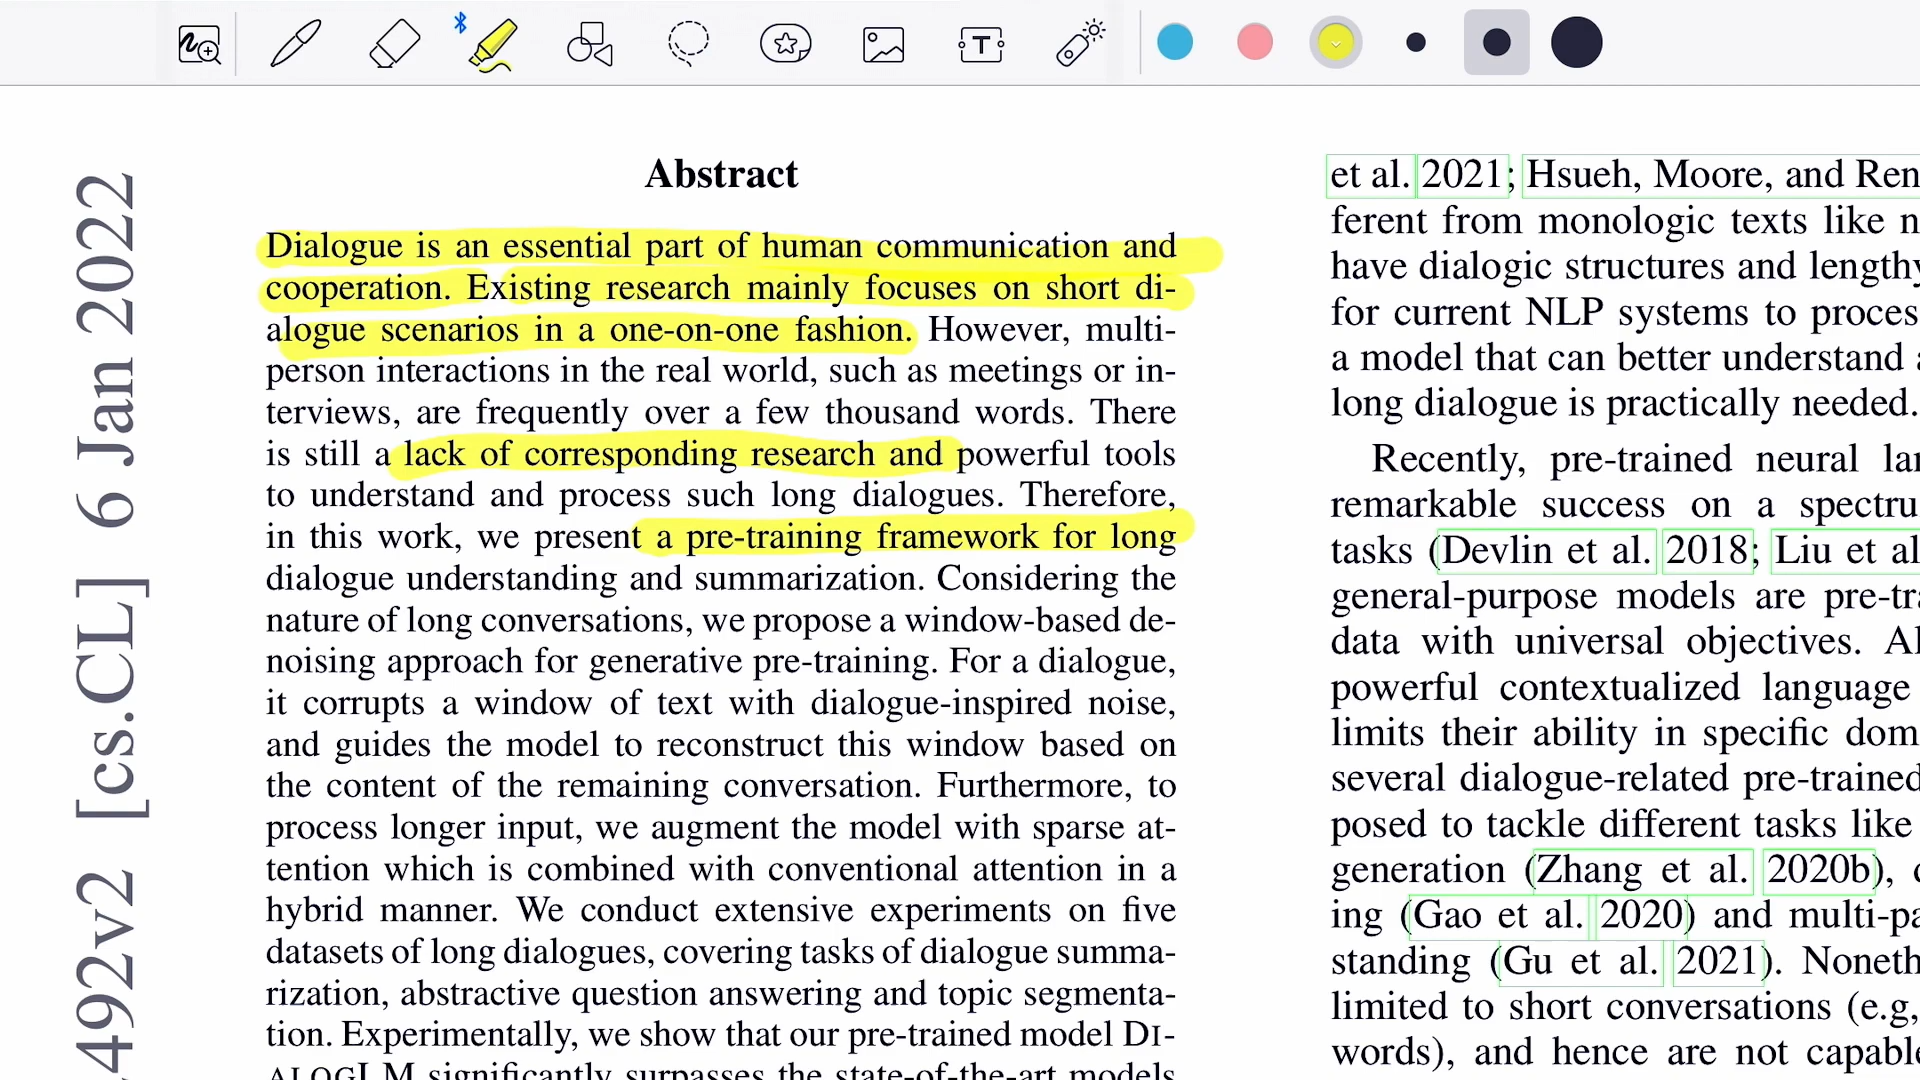 T
492v2 [cs.CL] 6 Jan 2022
Abstract
Dialogue is an essential part of human communication and
cooperation. Existing research mainly focuses on short di-
alogue scenarios in a one-on-one fashion. However, multi-
person interactions in the real world, such as meetings or in-
terviews, are frequently over a few thousand words. There
is still a lack of corresponding research and powerful tools
to understand and process such long dialogues. Therefore,
in this work, we present a pre-training framework for long
dialogue understanding and summarization. Considering the
nature of long conversations, we propose a window-based de-
noising approach for generative pre-training. For a dialogue,
it corrupts a window of text with dialogue-inspired noise,
and guides the model to reconstruct this window based on
the content of the remaining conversation. Furthermore, to
process longer input, we augment the model with sparse at-
tention which is combined with conventional attention in a
hybrid manner. We conduct extensive experiments on five
datasets of long dialogues, covering tasks of dialogue summa-
rization, abstractive question answering and topic segmenta-
tion. Experimentally, we show that our pre-trained model DI-
ALOGLM significantly surpasses the state-of-the-art models
et al. 2021; Hsueh, Moore, and Ren
ferent from monologic texts like n
have dialogic structures and lengthy
for current NLP systems to proces
a model that can better understand a
long dialogue is practically needed.
Recently, pre-trained neural lan
remarkable success on a spectru
tasks (Devlin et al. 2018; Liu et al
general-purpose models are pre-tra
data with universal objectives. Al
powerful contextualized language
limits their ability in specific dom
several dialogue-related pre-trained
posed to tackle different tasks like
generation (Zhang et al. 2020b), c
ing (Gao et al. 2020) and multi-pa
standing (Gu et al. 2021). Noneth
limited to short conversations (e.g,
words), and hence are not capable